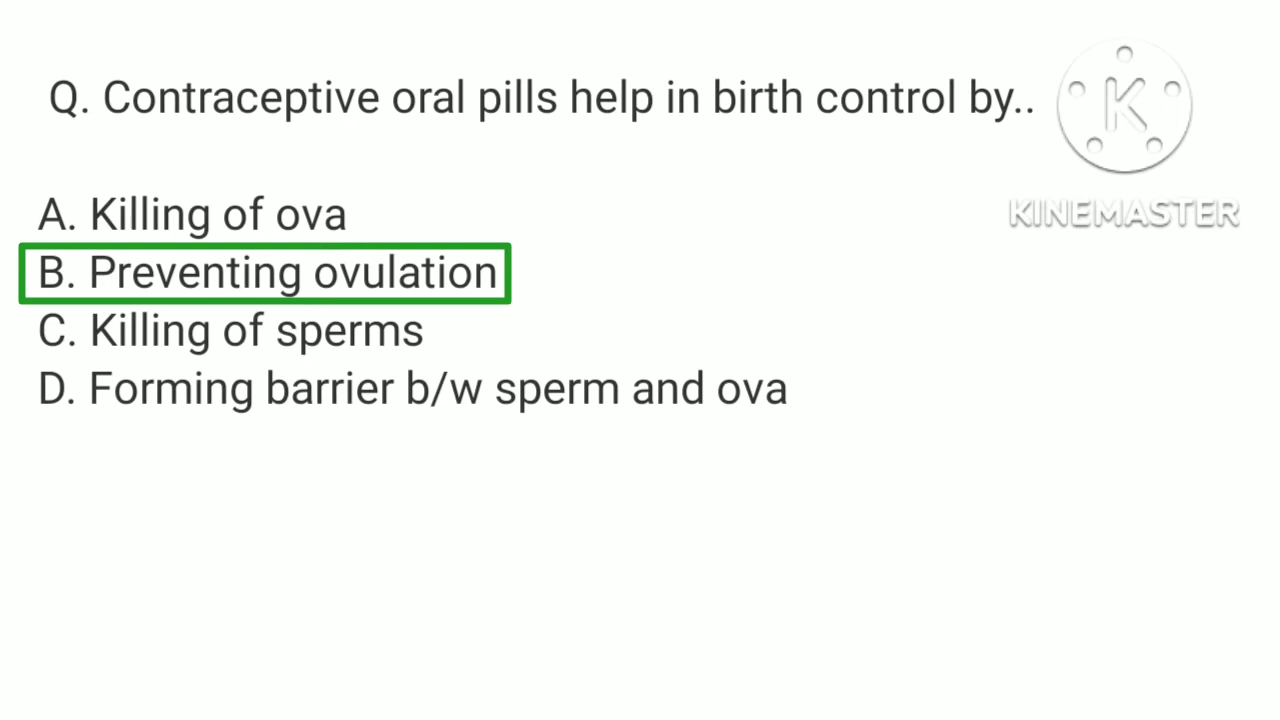 Q. Contraceptive oral pills help in birth control by..
K
KINEMASTER
A. Killing of ova
B. Preventing ovulation
C. Killing of sperms
D. Forming barrier b/w sperm and ova